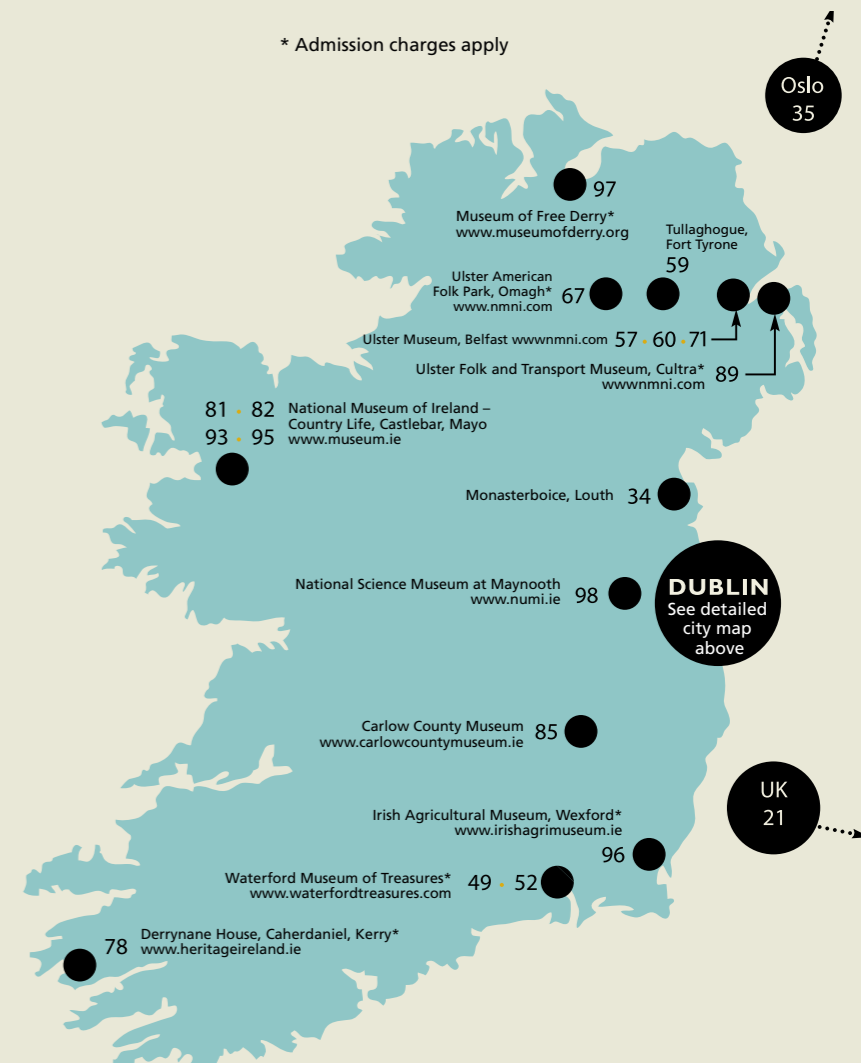 * Admission charges apply
Oslo
35
97
Museum of Free Derry*
www.museumofderry.org
Tullaghogue,
Fort Tyrone
59
Ulster American
Folk Park, Omagh*
www.nmni.com
67
Ulster Museum, Belfast wwwnmni.com 57 · 60 · 71
Ulster Folk and Transport Museum, Cultra*
wwwnmni.com
89
81 · 82
93 · 95
National Museum of Ireland –
Country Life, Castlebar, Mayo
www.museum.ie
Monasterboice, Louth 34
National Science Museum at Maynooth
www.numi.ie
98
DUBLIN
See detailed
city map
above
Carlow County Museum
www.carlowcountymuseum.ie
85
UK
21
Irish Agricultural Museum, Wexford*
www.irishagrimuseum.ie
96
Waterford Museum of Treasures*
www.waterfordtreasures.com
49 · 52
78
Derrynane House, Caherdaniel, Kerry*
www.heritageireland.ie